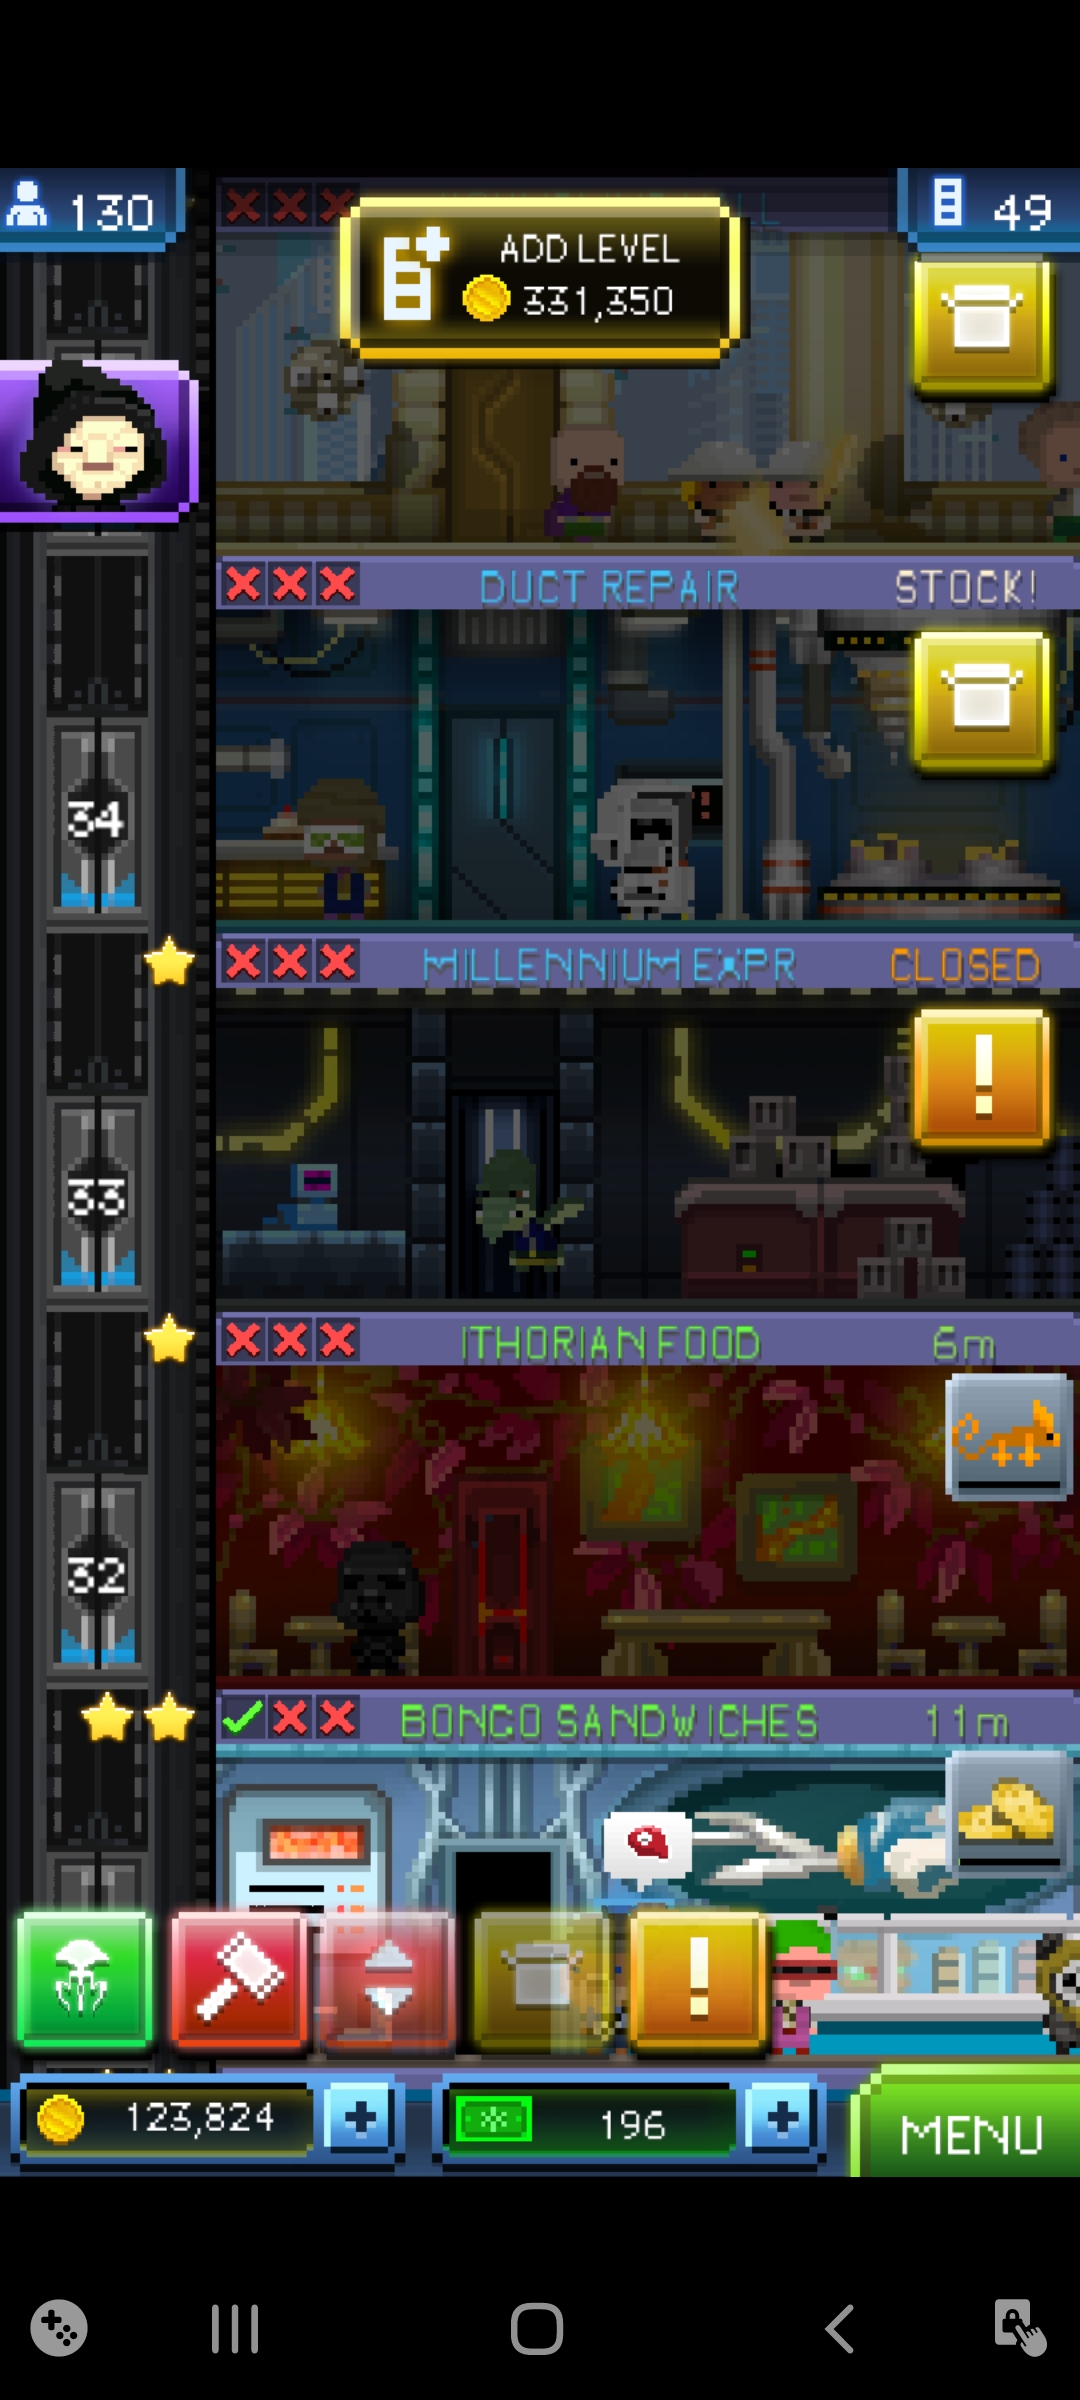 130
49
ADD LEVEL
331,350
DUCT REPAIR
STOCK!
34
MILLENNIUM EXPR
CLOSED
33
ITHORIAN FOOD
6m
32
BONGO SANDWICHES
11m
123,824
196
MENU